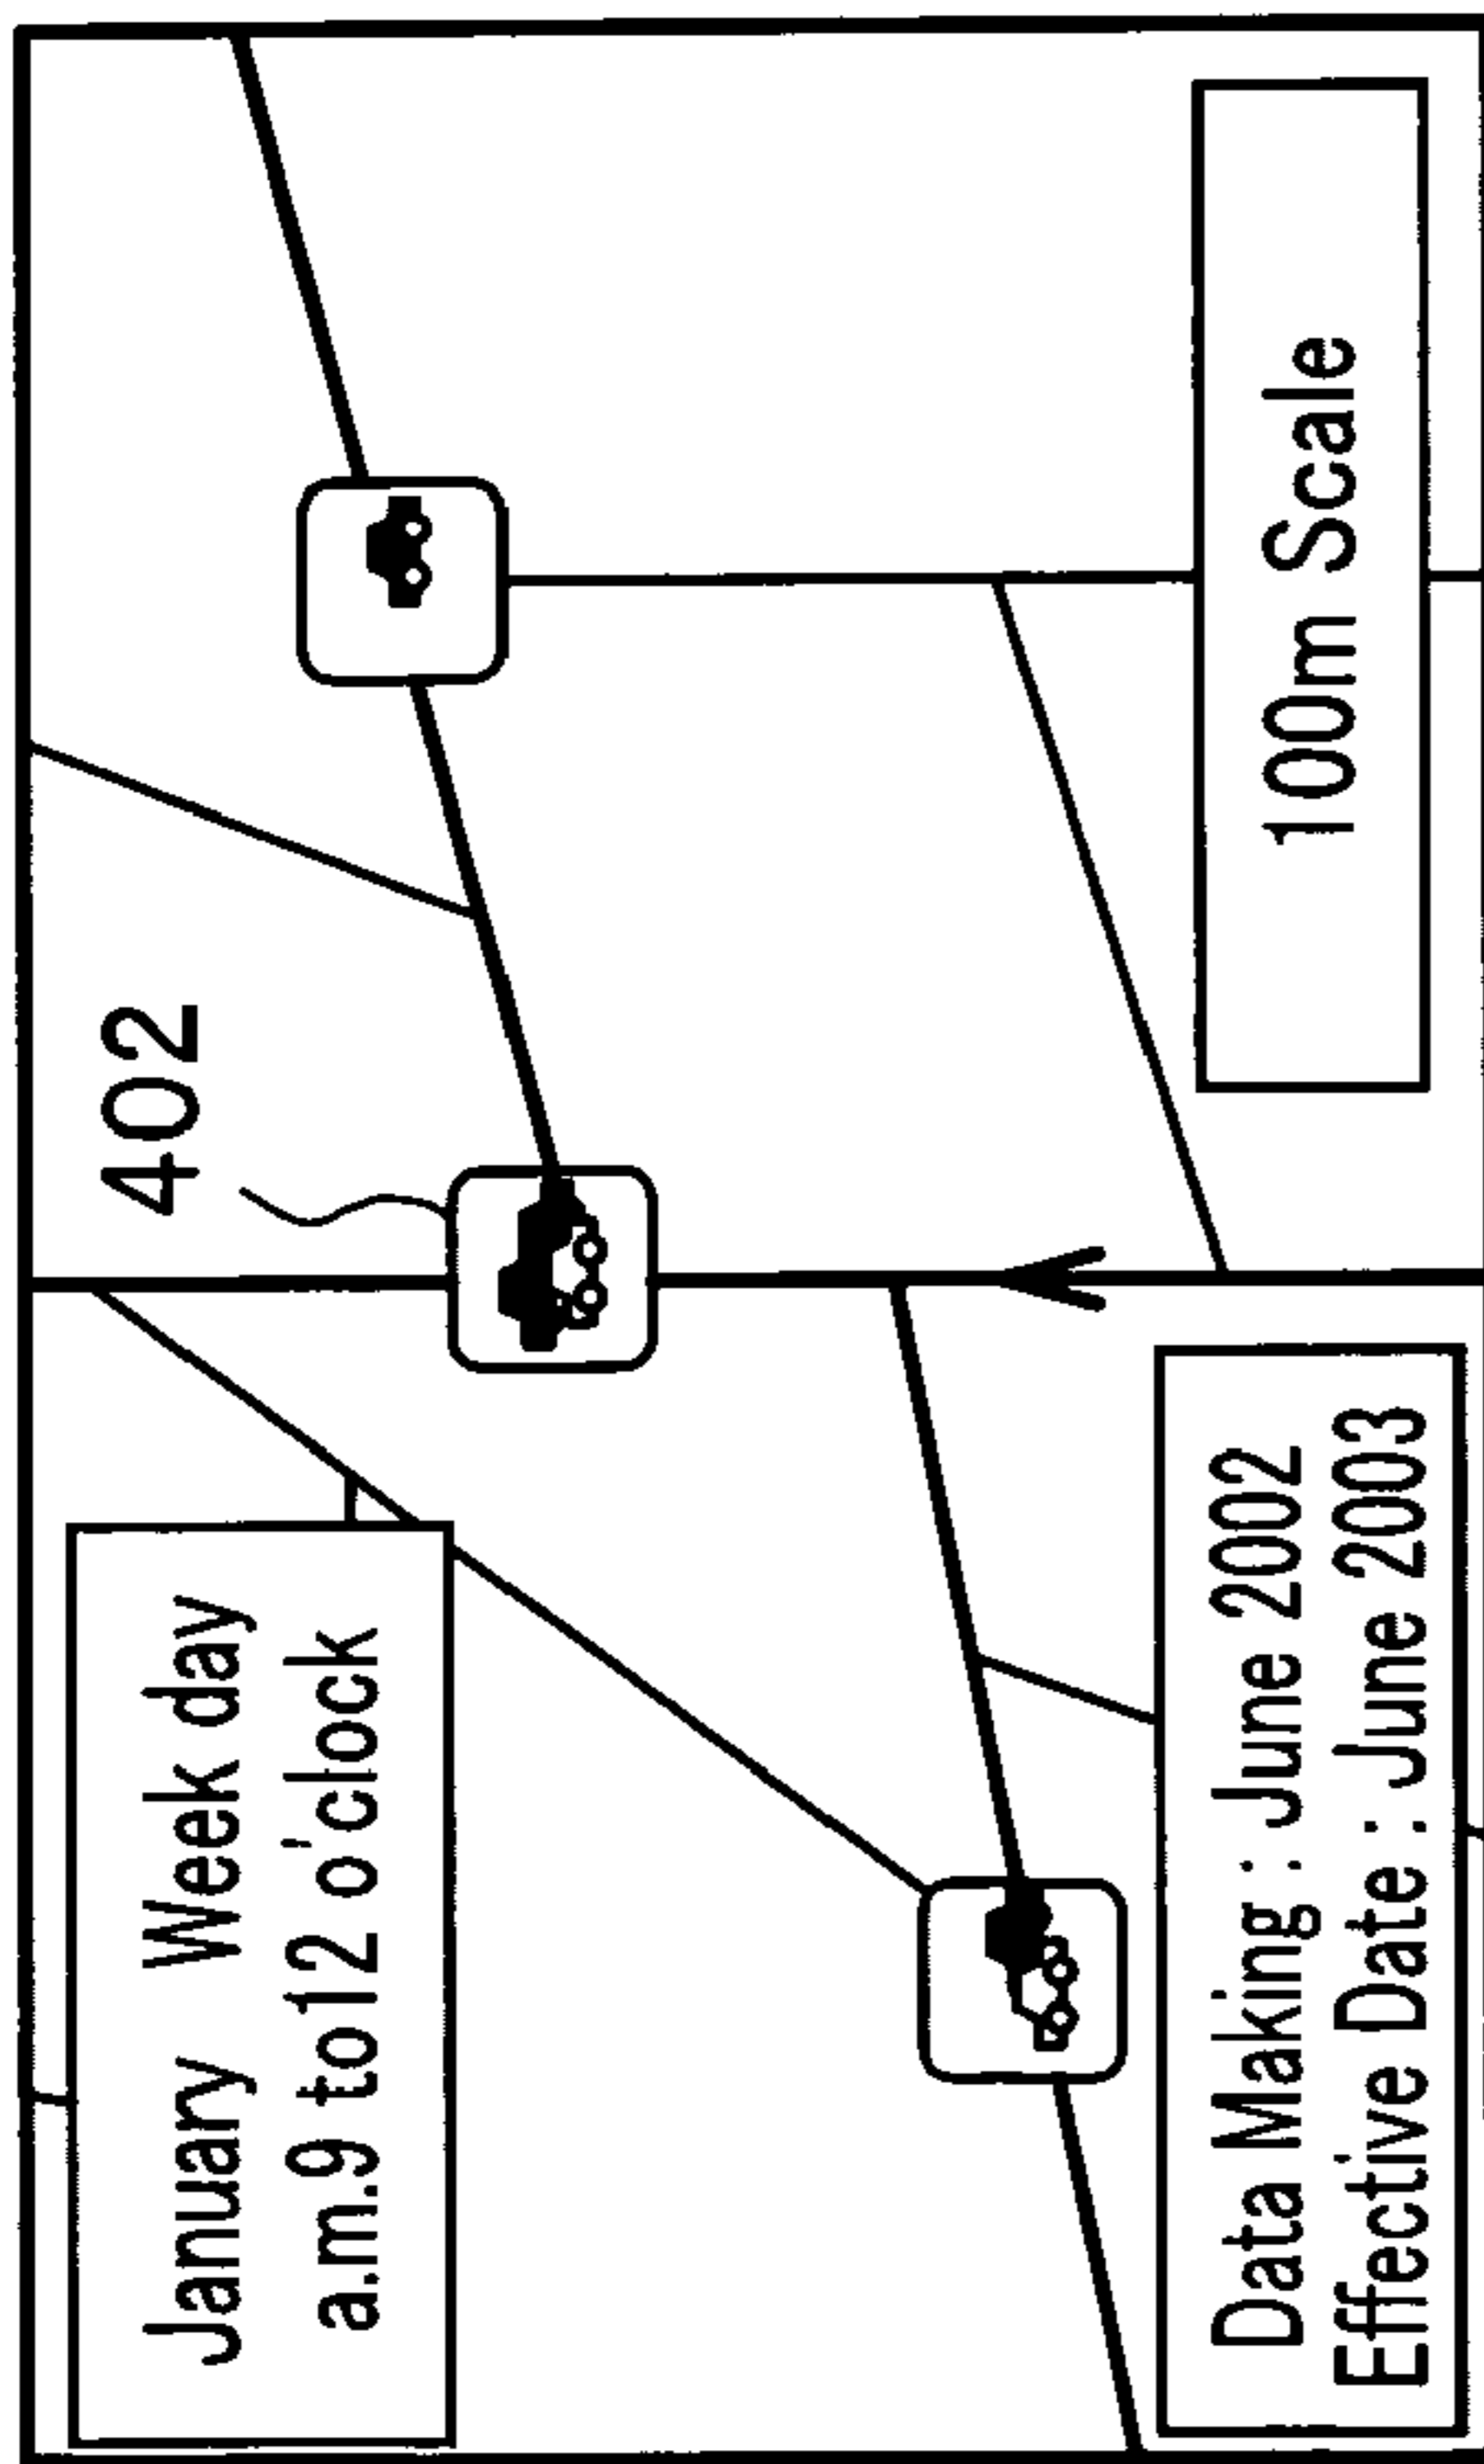 January Week day
a.m.9 to12 o'clock
402
Data Making : June 2002
Effective Date : June 2003
100m Scale